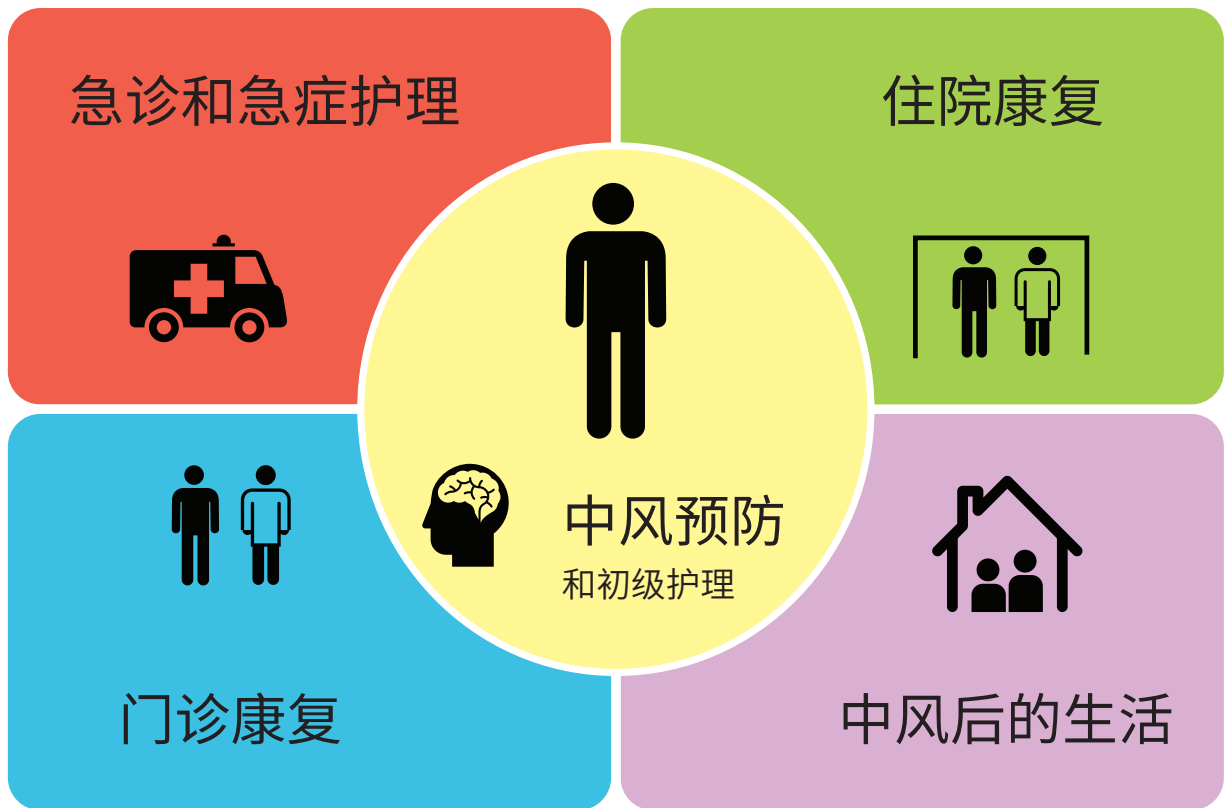 急诊和急症护理
住院康复
中风预防
和初级护理
门诊康复
中风后的生活